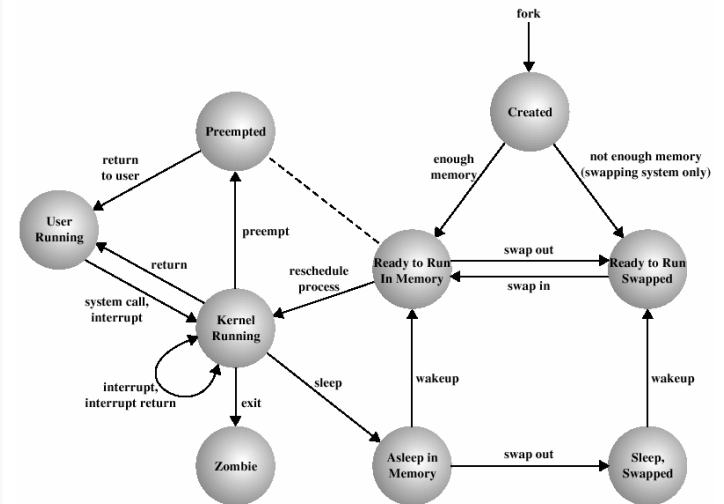 fork
Created
Preempted
enough
memory
not enough memory
(swapping system only)
return
to user
User
Running
preempt
return
Ready to Run
In Memory
swap out
swap in
Ready to Run
Swapped
reschedule
process
system call,
interrupt
Kernel
Running
interrupt,
interrupt return
sleep
wakeup
wakeup
exit
Zombie
Asleep in
Memory
swap out
Sleep,
Swapped